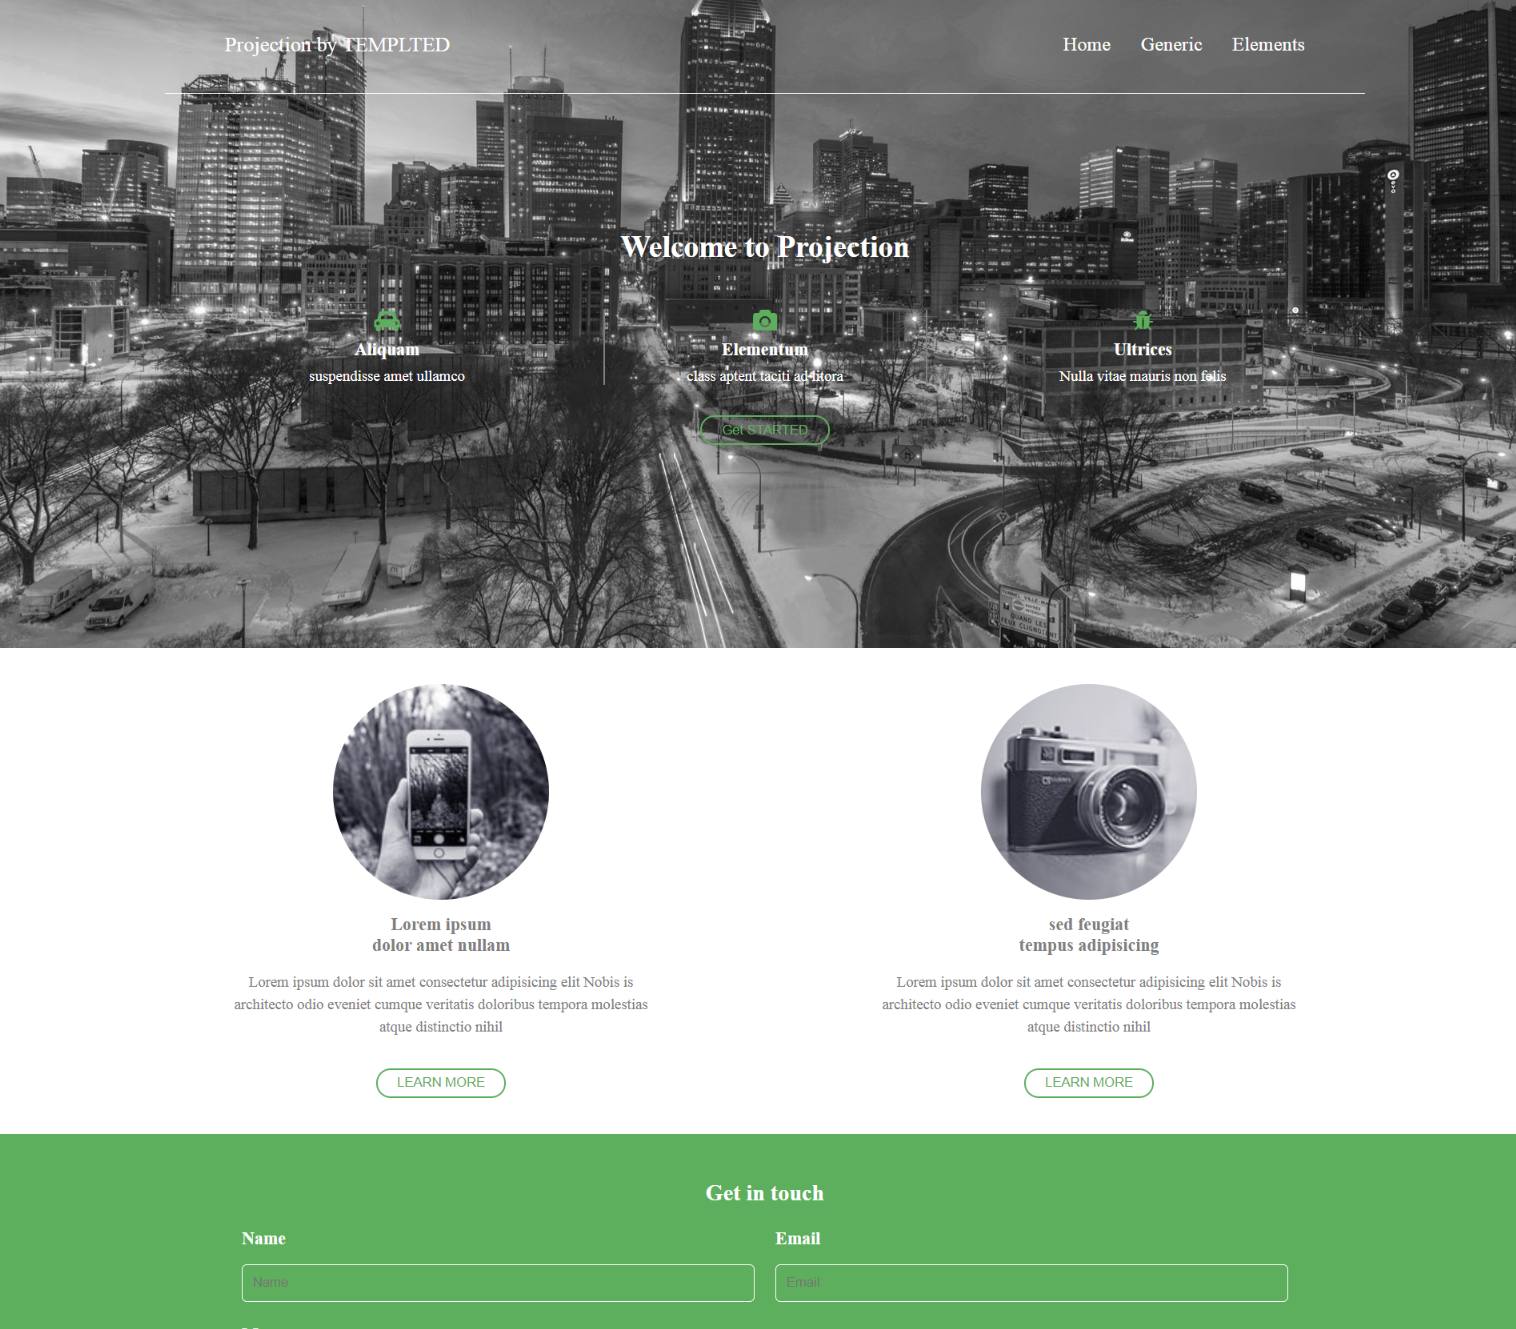 Projection by TEMPLTED
Home Generic Elements
Welcome to Projection
Aliquam
suspendisse amet ullamco
Elementum
class aptent taciti ad litora
Ultrices
Nulla vitae mauris non felis
Get STARTED
QUAND LES
FEUX CLIGNOTENT
Lorem ipsum
dolor amet nullam
Lorem ipsum dolor sit amet consectetur adipisicing elit Nobis is
architecto odio eveniet cumque veritatis doloribus tempora molestias
atque distinctio nihil
LEARN MORE
sed feugiat
tempus adipisicing
Lorem ipsum dolor sit amet consectetur adipisicing elit Nobis is
architecto odio eveniet cumque veritatis doloribus tempora molestias
atque distinctio nihil
LEARN MORE
Get in touch
Name
Name
Email
Email